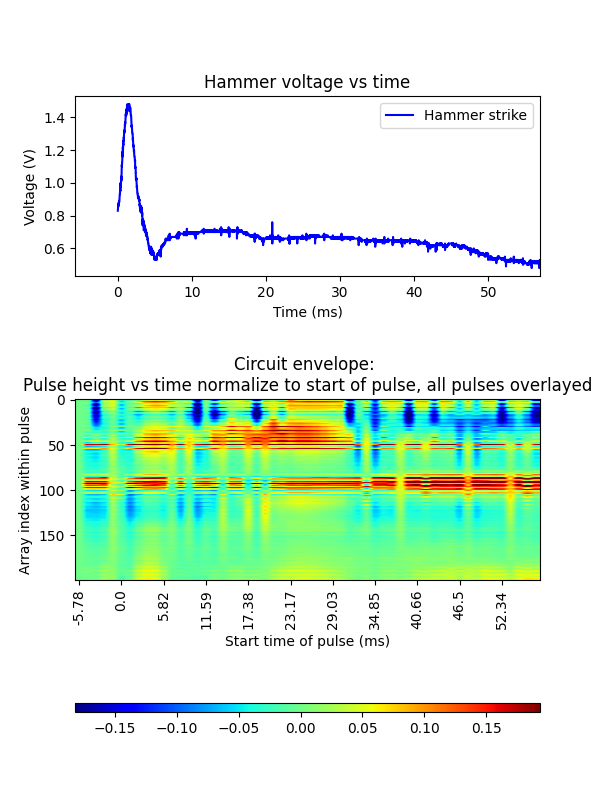 Hammer voltage vs time
Hammer strike
Voltage (V)
1.4
1.2
1.0
0.8
0.6
0 10 20 30 40 50
Time (ms)
Circuit envelope:
Pulse height vs time normalize to start of pulse, all pulses overlayed
Array index within pulse
0
50
100
150
-5.78 0.0 5.82 11.59 17.38 23.17 29.03 34.85 40.66 46.5 52.34
Start time of pulse (ms)
−0.15 −0.10 −0.05 0.00 0.05 0.10 0.15